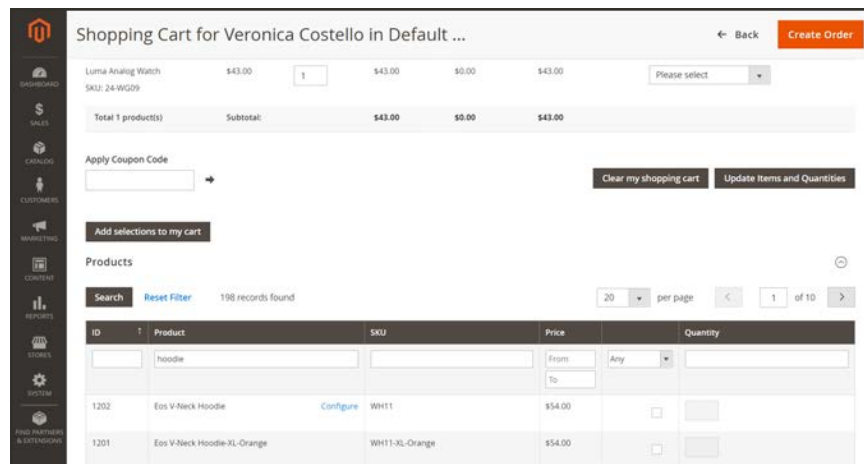 Shopping Cart for Veronica Costello in Default ...
← Back
Create Order
DASHBOARD
SALES
CATALOG
CUSTOMERS
MARKETING
CONTENT
REPORTS
STORES
SYSTEM
FIND PARTNERS
& EXTENSIONS
Luma Analog Watch $43.00 1 $43.00 $0.00 $43.00 Please select
SKU: 24-WG09
Total 1 product(s) Subtotal: $43.00 $0.00 $43.00
Apply Coupon Code
Clear my shopping cart Update Items and Quantities
Add selections to my cart
Products
Search Reset Filter 198 records found 20 per page 1 of 10
ID ↑ Product SKU Price Quantity
hoodie From Any
To
1202 Eos V-Neck Hoodie Configure WH11 $54.00
1201 Eos V-Neck Hoodie-XL-Orange WH11-XL-Orange $54.00